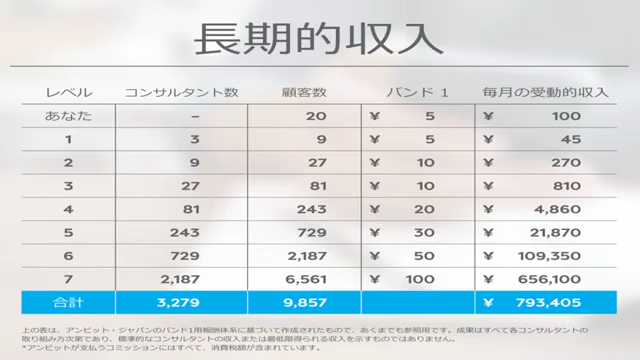 長期的収入
レベル コンサルタント数 顧客数 バンド 1 毎月の受動的収入
あなた – 20 ¥ 5 ¥ 100
1 3 9 ¥ 5 ¥ 45
2 9 27 ¥ 10 ¥ 270
3 27 81 ¥ 10 ¥ 810
4 81 243 ¥ 20 ¥ 4,860
5 243 729 ¥ 30 ¥ 21,870
6 729 2,187 ¥ 50 ¥ 109,350
7 2,187 6,561 ¥ 100 ¥ 656,100
合計 3,279 9,857 ¥ 793,405
上の表は、アンビット・ジャパンのバンド1用報酬体系に基づいて作成されたもので、あくまでも参照用です。成果はすべて各コンサルタントの
取り組み方次第であり、標準的なコンサルタントの収入または最低限得られる収入を示すものではありません。
*アンビットが支払うコミッションにはすべて、消費税額が含まれています。